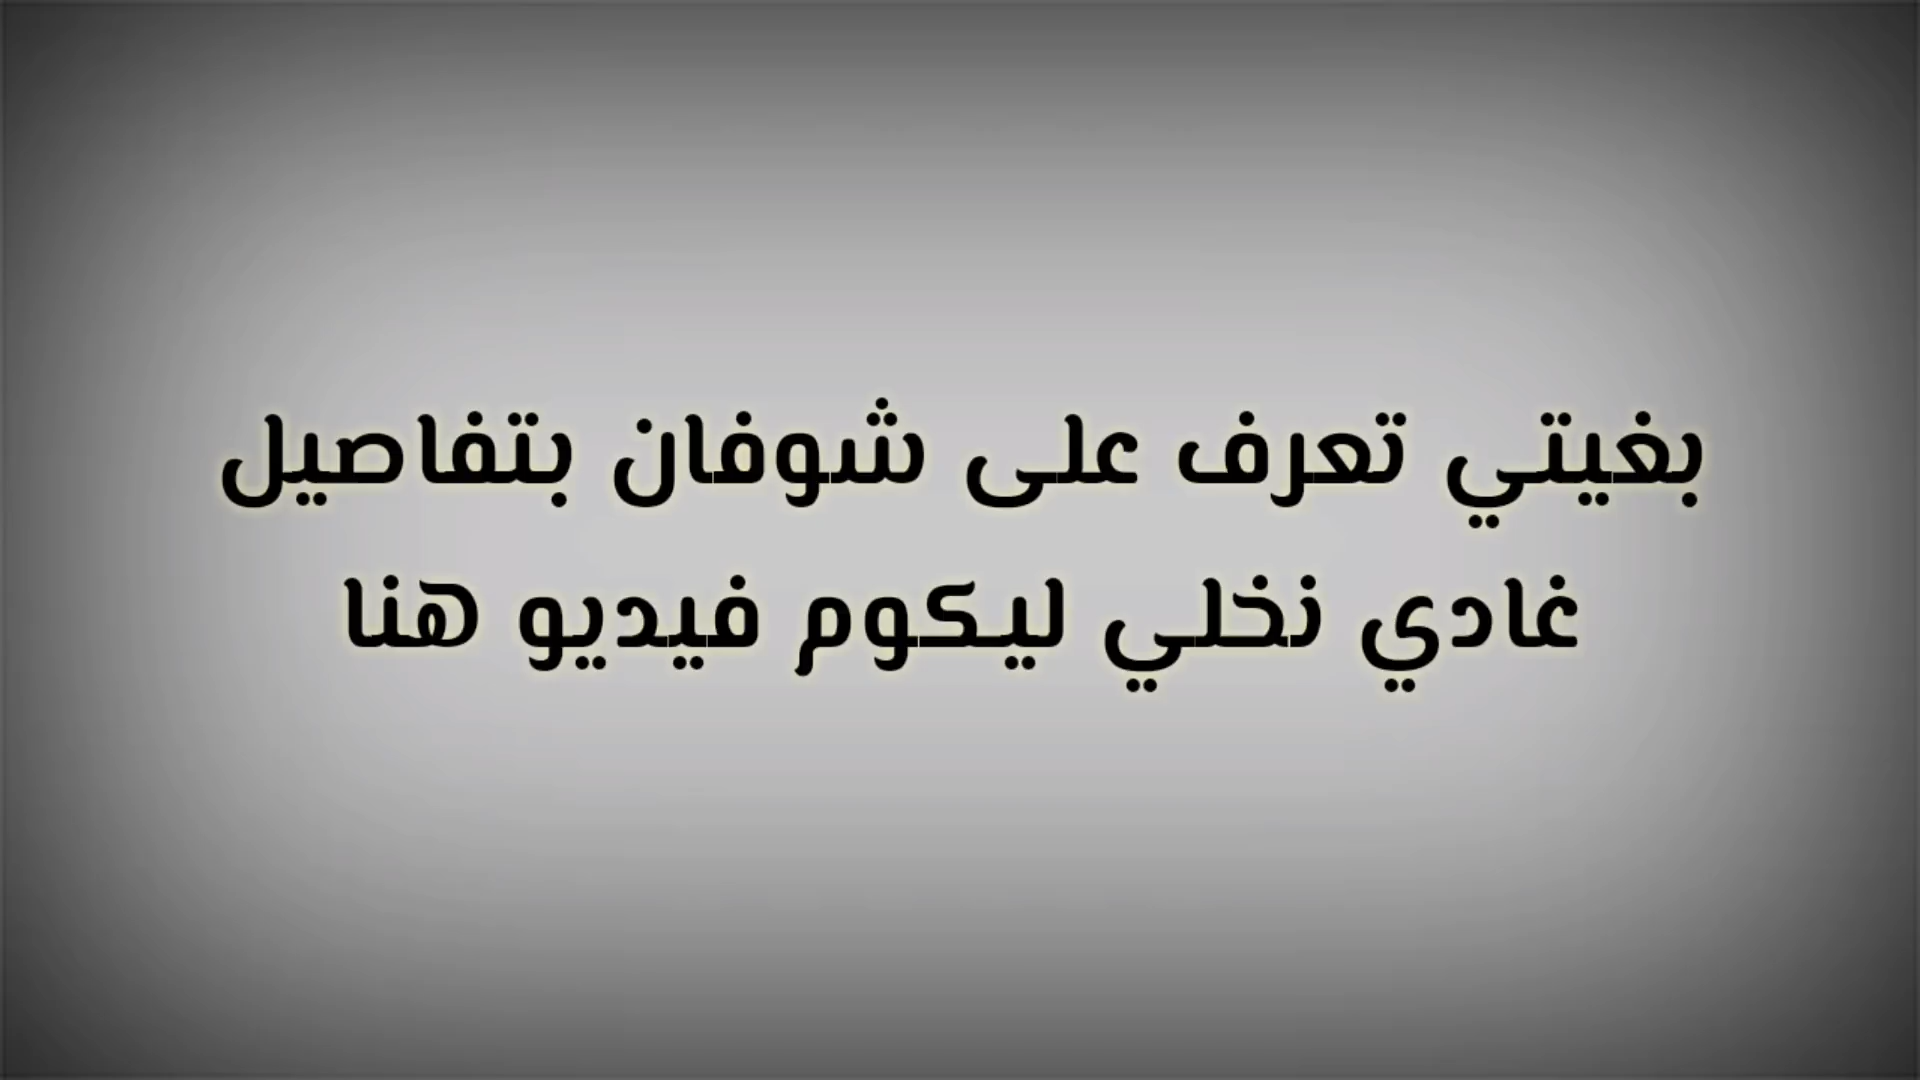 بغيتي تعرف على شوفان بتفاصيل
غادي نخلي ليكوم فيديو هنا